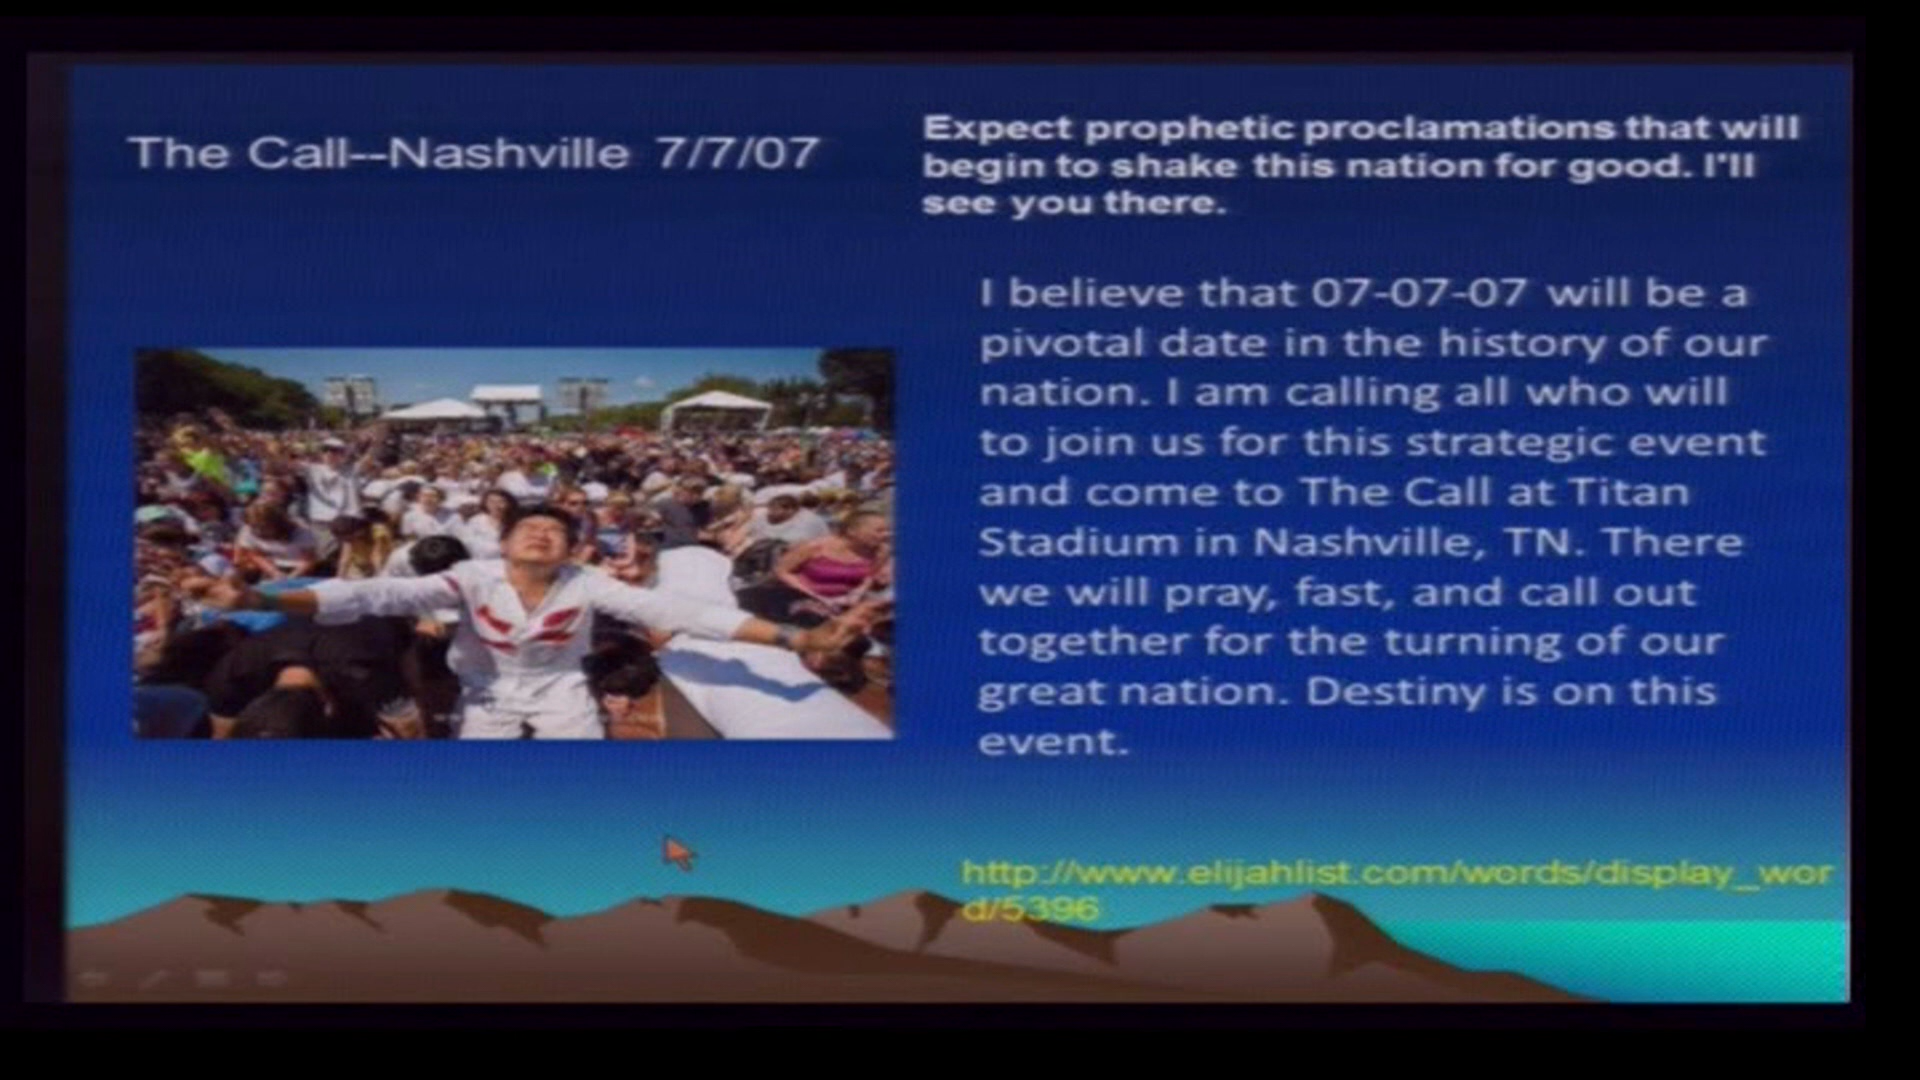 The Call--Nashville 7/7/07
Expect prophetic proclamations that will
begin to shake this nation for good. I'll
see you there.
I believe that 07-07-07 will be a
pivotal date in the history of our
nation. I am calling all who will
to join us for this strategic event
and come to The Call at Titan
Stadium in Nashville, TN. There
we will pray, fast, and call out
together for the turning of our
great nation. Destiny is on this
event.
http://www.elijahlist.com/words/display_wor
d/5396